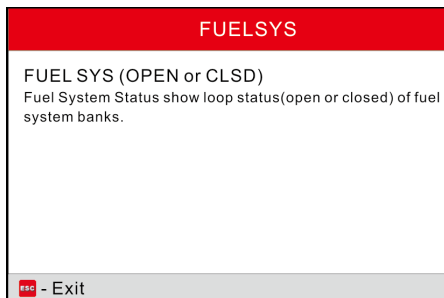 FUELSYS
FUEL SYS (OPEN or CLSD)
Fuel System Status show loop status(open or closed) of fuel
system banks.
ESC - Exit